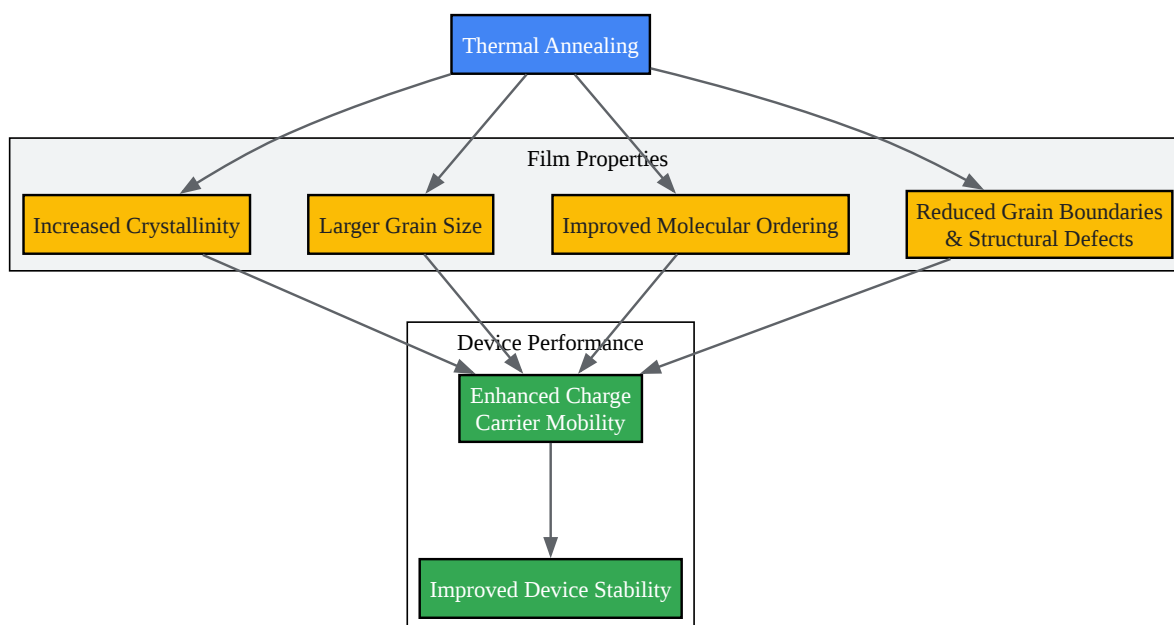 Thermal Annealing
Film Properties
Increased Crystallinity
Larger Grain Size
Improved Molecular Ordering
Reduced Grain Boundaries
& Structural Defects
Device Performance
Enhanced Charge
Carrier Mobility
Improved Device Stability